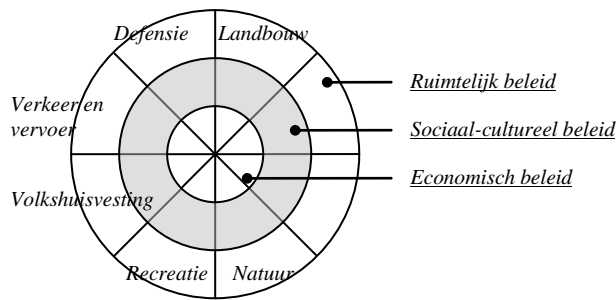 Defensie
Landbouw
Ruimtelijk beleid
Verkeer en
vervoer
Sociaal-cultureel beleid
Economisch beleid
Volkshuisvesting
Recreatie
Natuur